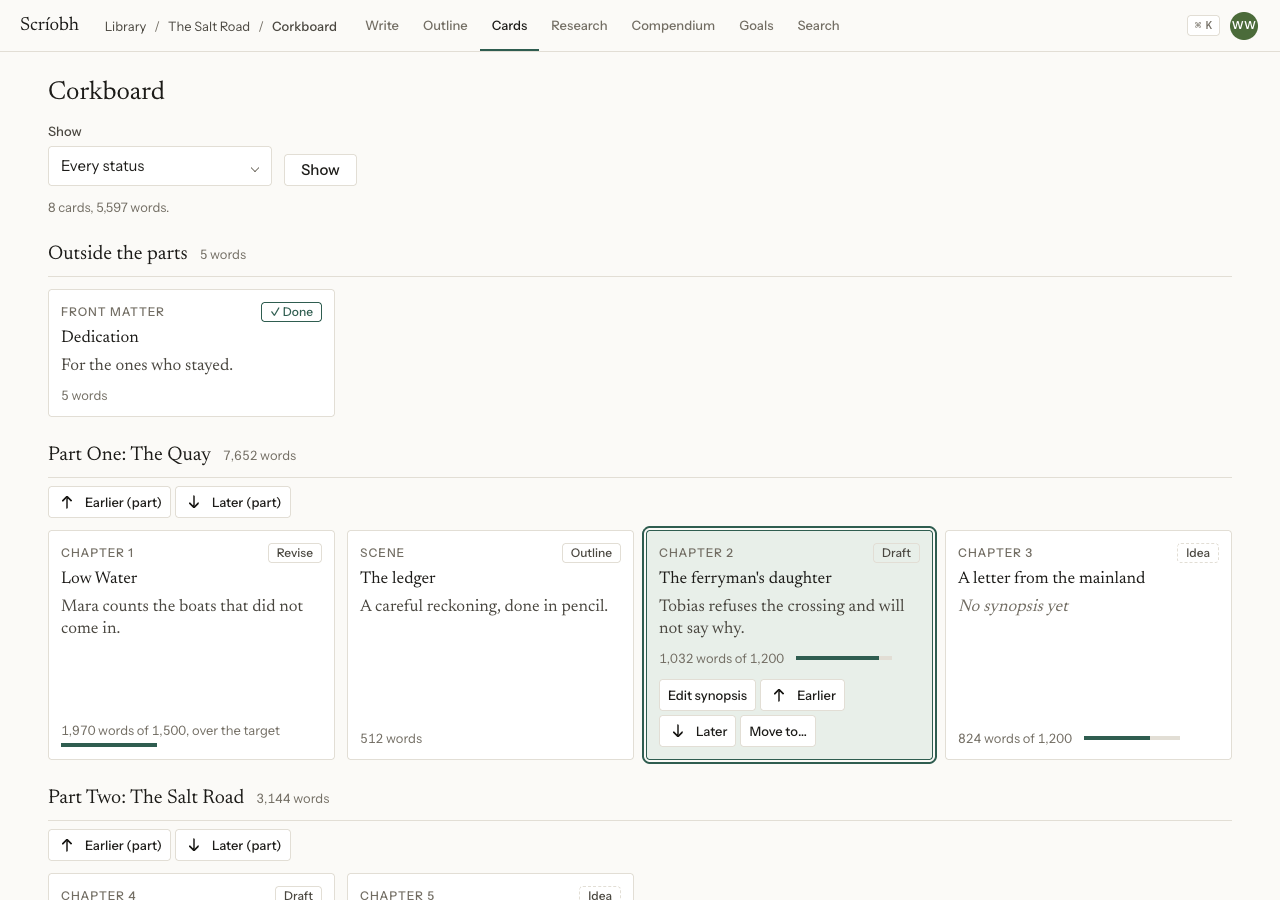 Scríobh
Library / The Salt Road / Corkboard
Write Outline Cards Research Compendium Goals Search
⌘ K
WW
Corkboard
Show
Every status
Show
8 cards, 5,597 words.
Outside the parts 5 words
FRONT MATTER ✓ Done
Dedication
For the ones who stayed.
5 words
Part One: The Quay 7,652 words
↑ Earlier (part) ↓ Later (part)
CHAPTER 1 Revise
Low Water
Mara counts the boats that did not
come in.
1,970 words of 1,500, over the target
SCENE Outline
The ledger
A careful reckoning, done in pencil.
512 words
CHAPTER 2 Draft
The ferryman's daughter
Tobias refuses the crossing and will
not say why.
1,032 words of 1,200
Edit synopsis ↑ Earlier
↓ Later Move to...
CHAPTER 3 Idea
A letter from the mainland
No synopsis yet
824 words of 1,200
Part Two: The Salt Road 3,144 words
↑ Earlier (part) ↓ Later (part)
CHAPTER 4 Draft
CHAPTER 5 Idea